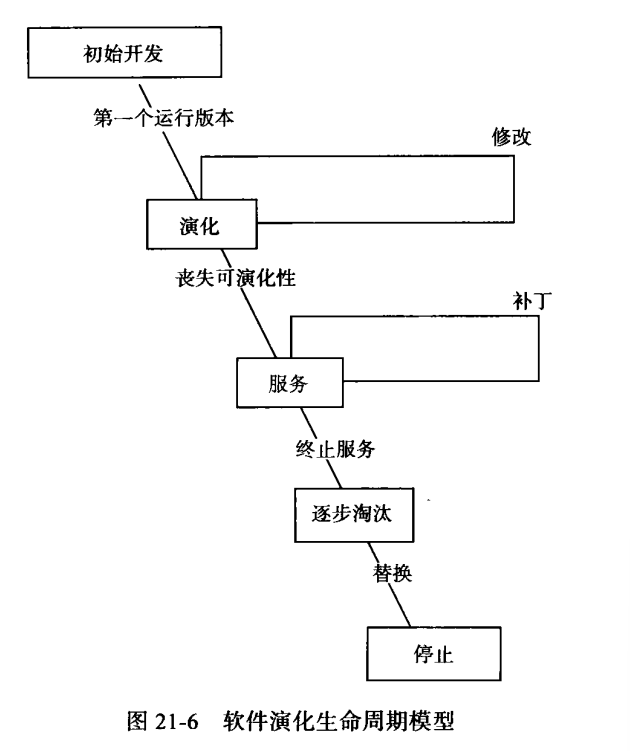 初始开发
第一个运行版本
修改
演化
丧失可演化性
补丁
服务
终止服务
逐步淘汰
替换
停止
图 21-6 软件演化生命周期模型